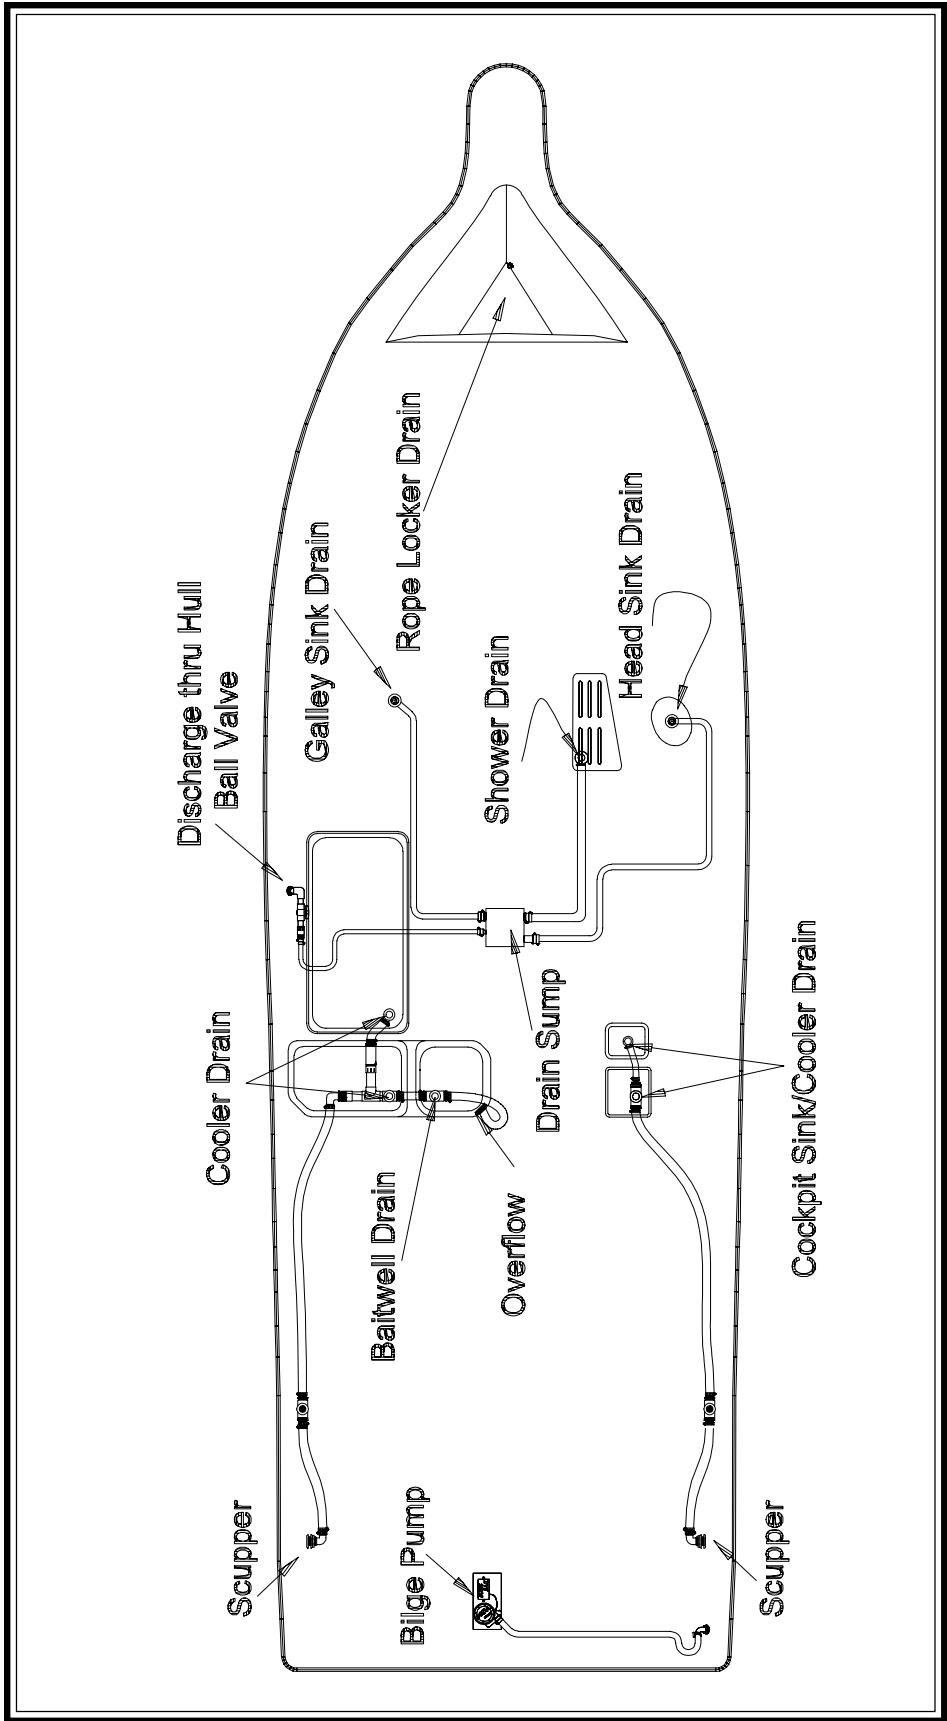 Discharge thru Hull
Ball Valve
Galley Sink Drain
Rope Locker Drain
Head Sink Drain
Shower Drain
Cooler Drain
Drain Sump
Cockpit Sink/Cooler Drain
Baitwell Drain
Overflow
Scupper
Bilge Pump
Scupper